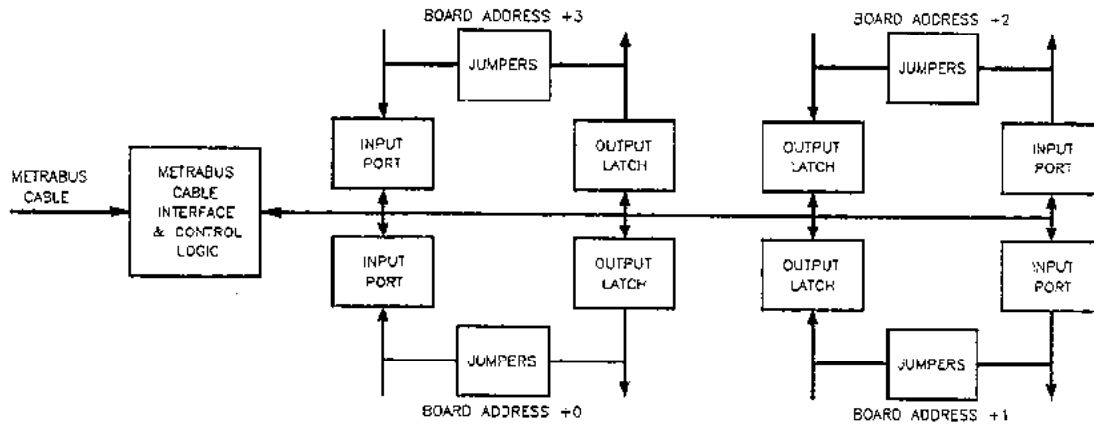 BOARD ADDRESS +3
BOARD ADDRESS +2
JUMPERS
JUMPERS
INPUT
PORT
OUTPUT
LATCH
OUTPUT
LATCH
INPUT
PORT
METRABUS
CABLE
METRABUS
CABLE
INTERFACE
& CONTROL
LOGIC
INPUT
PORT
OUTPUT
LATCH
OUTPUT
LATCH
INPUT
PORT
JUMPERS
JUMPERS
BOARD ADDRESS +0
BOARD ADDRESS +1